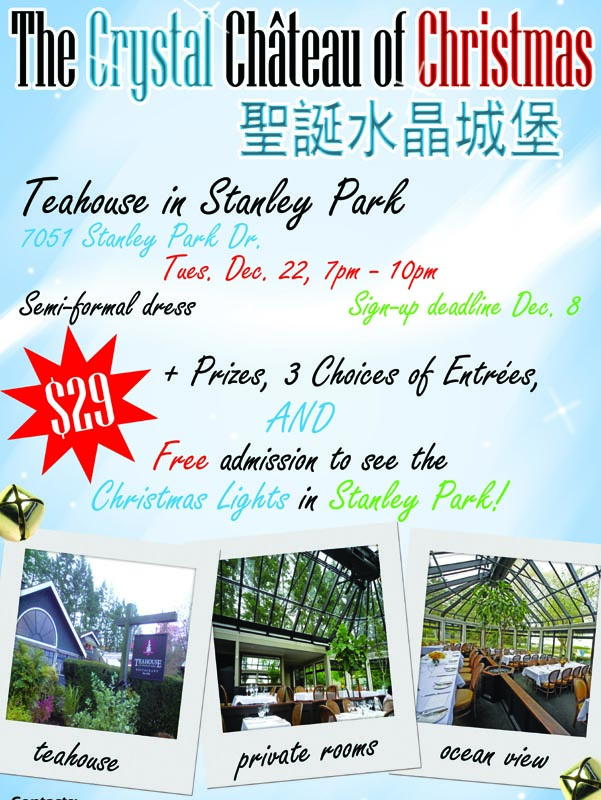 The Crystal Château of Christmas
聖誕水晶城堡
Teahouse in Stanley Park
7051 Stanley Park Dr.
Tues. Dec. 22, 7pm - 10pm
Semi-formal dress Sign-up deadline Dec. 8
$29
+ Prizes, 3 Choices of Entrées,
AND
Free admission to see the
Christmas Lights in Stanley Park!
TEAHOUSE
RESTAURANT
teahouse
private rooms
ocean view